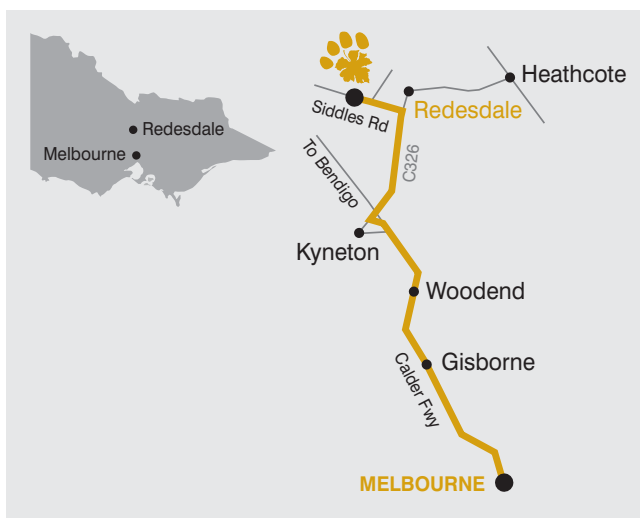 Redesdale
Melbourne
Heathcote
Redesdale
Siddles Rd
C326
To Bendigo
Kyneton
Woodend
Gisborne
Calder Fwy
MELBOURNE